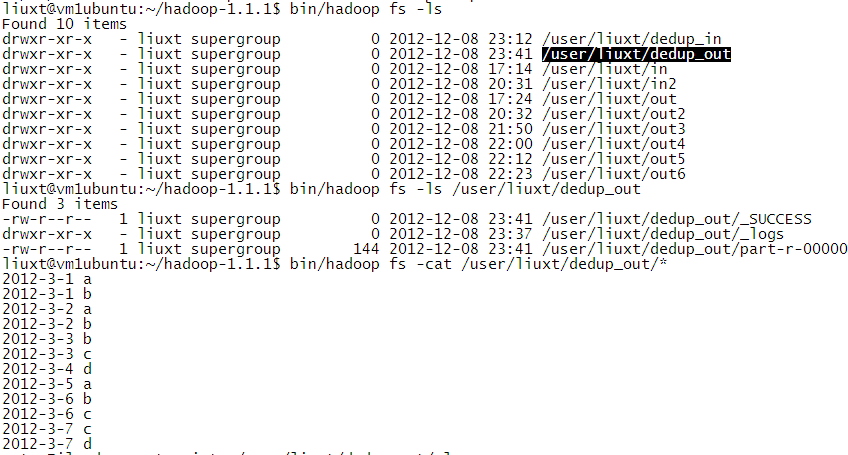 liuxt@vm1ubuntu:~/hadoop-1.1.1$ bin/hadoop fs -ls
Found 10 items
drwxr-xr-x   - liuxt supergroup          0 2012-12-08 23:12 /user/liuxt/dedup_in
drwxr-xr-x   - liuxt supergroup          0 2012-12-08 23:41 /user/liuxt/dedup_out
drwxr-xr-x   - liuxt supergroup          0 2012-12-08 17:14 /user/liuxt/in
drwxr-xr-x   - liuxt supergroup          0 2012-12-08 20:31 /user/liuxt/in2
drwxr-xr-x   - liuxt supergroup          0 2012-12-08 17:24 /user/liuxt/out
drwxr-xr-x   - liuxt supergroup          0 2012-12-08 20:32 /user/liuxt/out2
drwxr-xr-x   - liuxt supergroup          0 2012-12-08 21:50 /user/liuxt/out3
drwxr-xr-x   - liuxt supergroup          0 2012-12-08 22:00 /user/liuxt/out4
drwxr-xr-x   - liuxt supergroup          0 2012-12-08 22:12 /user/liuxt/out5
drwxr-xr-x   - liuxt supergroup          0 2012-12-08 22:23 /user/liuxt/out6
liuxt@vm1ubuntu:~/hadoop-1.1.1$ bin/hadoop fs -ls /user/liuxt/dedup_out
Found 3 items
-rw-r--r--   1 liuxt supergroup          0 2012-12-08 23:41 /user/liuxt/dedup_out/_SUCCESS
drwxr-xr-x   - liuxt supergroup          0 2012-12-08 23:37 /user/liuxt/dedup_out/_logs
-rw-r--r--   1 liuxt supergroup        144 2012-12-08 23:41 /user/liuxt/dedup_out/part-r-00000
liuxt@vm1ubuntu:~/hadoop-1.1.1$ bin/hadoop fs -cat /user/liuxt/dedup_out/*
2012-3-1 a
2012-3-1 b
2012-3-2 a
2012-3-2 b
2012-3-3 b
2012-3-3 c
2012-3-4 d
2012-3-5 a
2012-3-6 b
2012-3-6 c
2012-3-7 c
2012-3-7 d